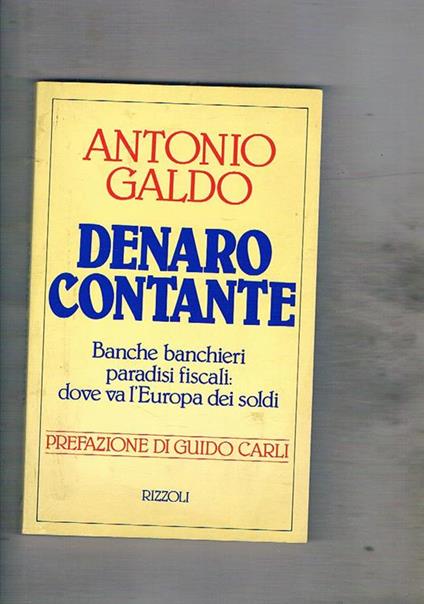 ANTONIO
GALDO
DENARO
CONTANTE
Banche banchieri
paradisi fiscali:
dove va l'Europa dei soldi
PREFAZIONE DI GUIDO CARLI
RIZZOLI